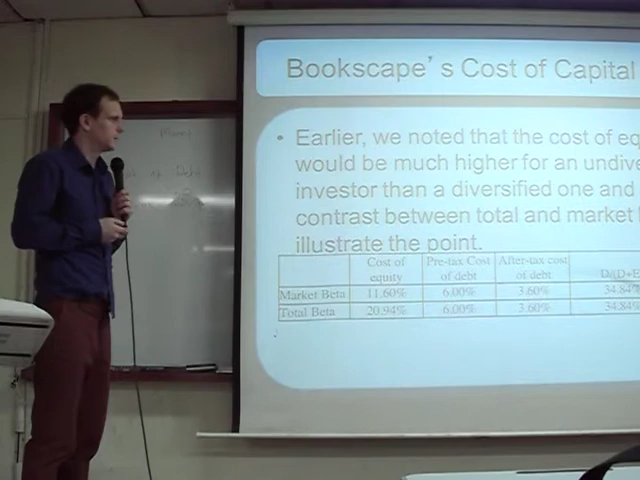 Bookscape's Cost of Capital
• Earlier, we noted that the cost of eq
would be much higher for an undive
investor than a diversified one and
contrast between total and market
illustrate the point.
Cost of equity Pre-tax Cost of debt After-tax cost of debt D/(D+E
Market Beta 11.60% 6.00% 3.60% 34.84%
Total Beta 20.94% 6.00% 3.60% 34.84%